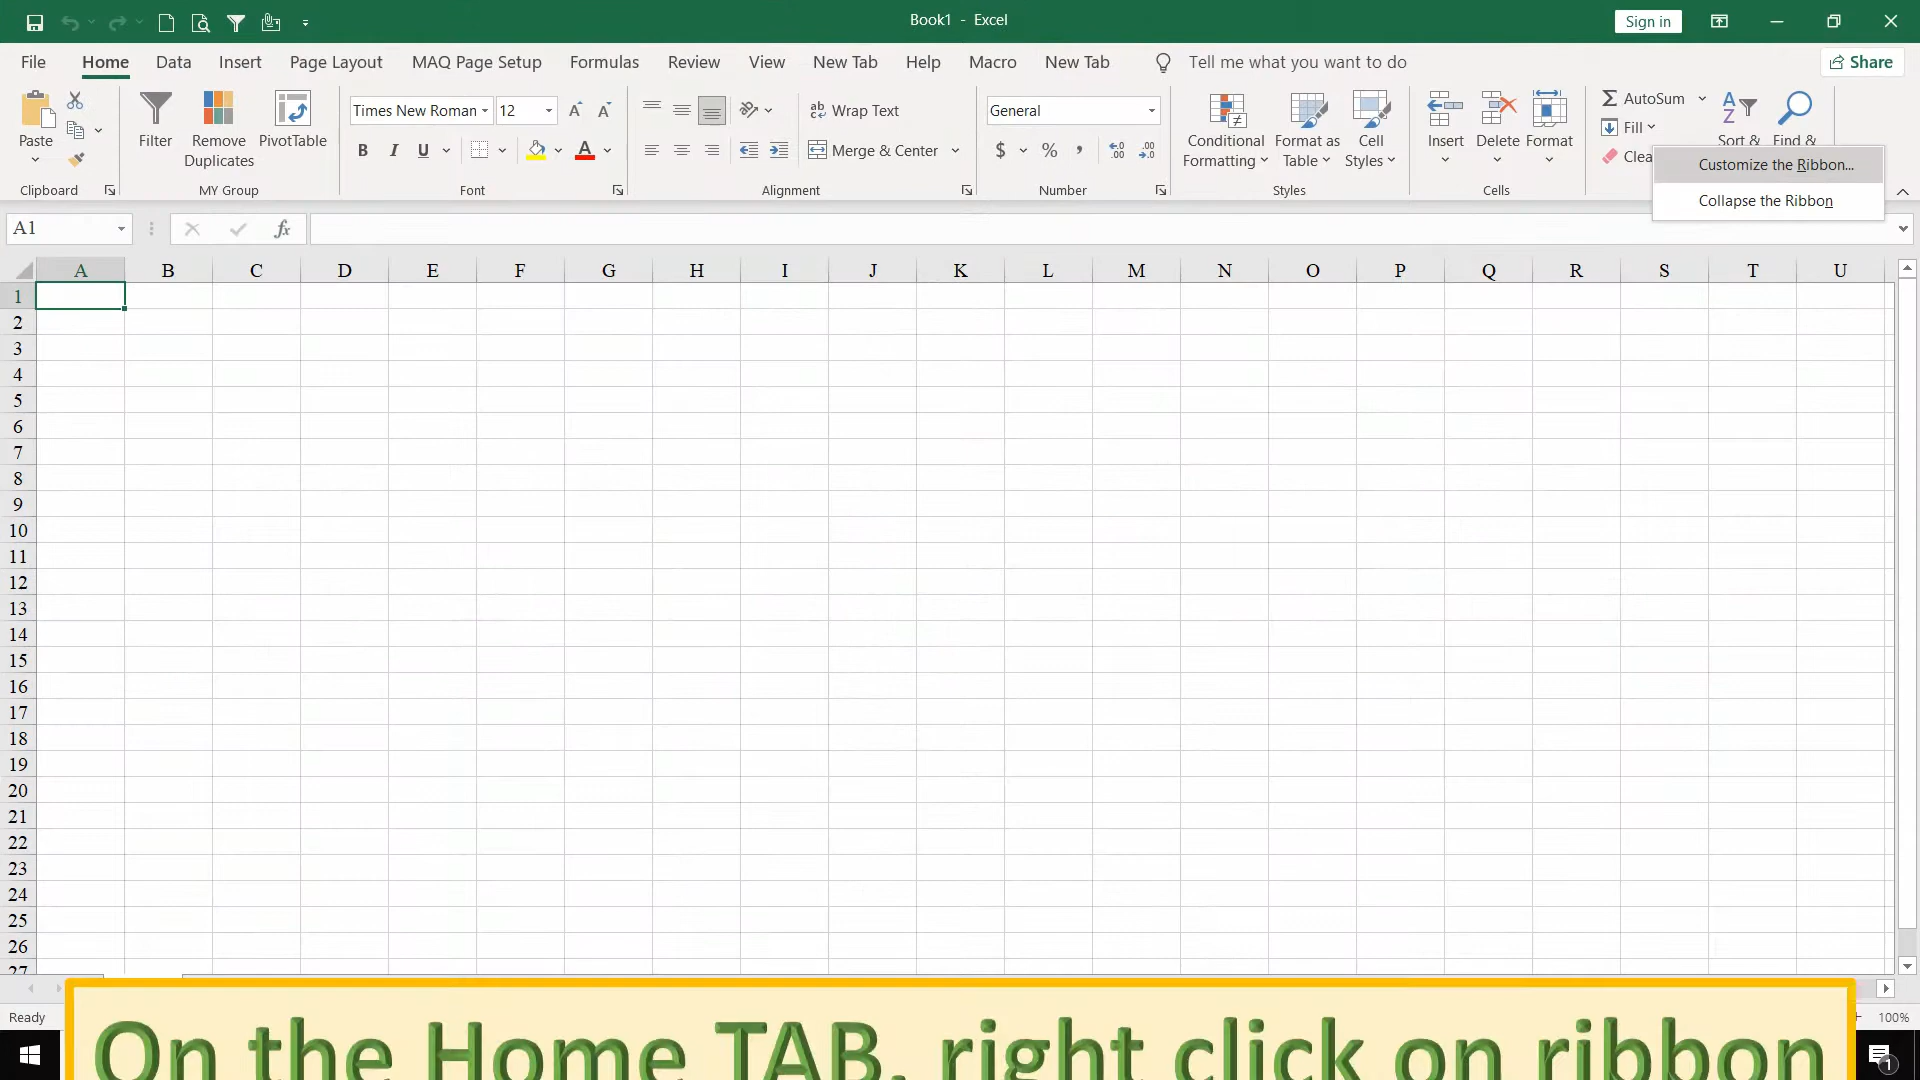 Book1 - Excel
Sign in
File Home Data Insert Page Layout MAQ Page Setup Formulas Review View New Tab Help Macro New Tab Tell me what you want to do Share
Paste
Clipboard
Filter
Remove Duplicates
PivotTable
MY Group
Times New Roman 12
B I U A
Font
ab Wrap Text
Merge & Center
Alignment
General
$ % ,
Number
Conditional Formatting
Format as Table
Cell Styles
Styles
Insert Delete Format
Cells
AutoSum
Fill
Clea
Sort &
Find &
Customize the Ribbon...
Collapse the Ribbon
A1 fx
A B C D E F G H I J K L M N O P Q R S T U
1
2
3
4
5
6
7
8
9
10
11
12
13
14
15
16
17
18
19
20
21
22
23
24
25
26
27
Ready 100%
On the Home TAB, right click on ribbon
1